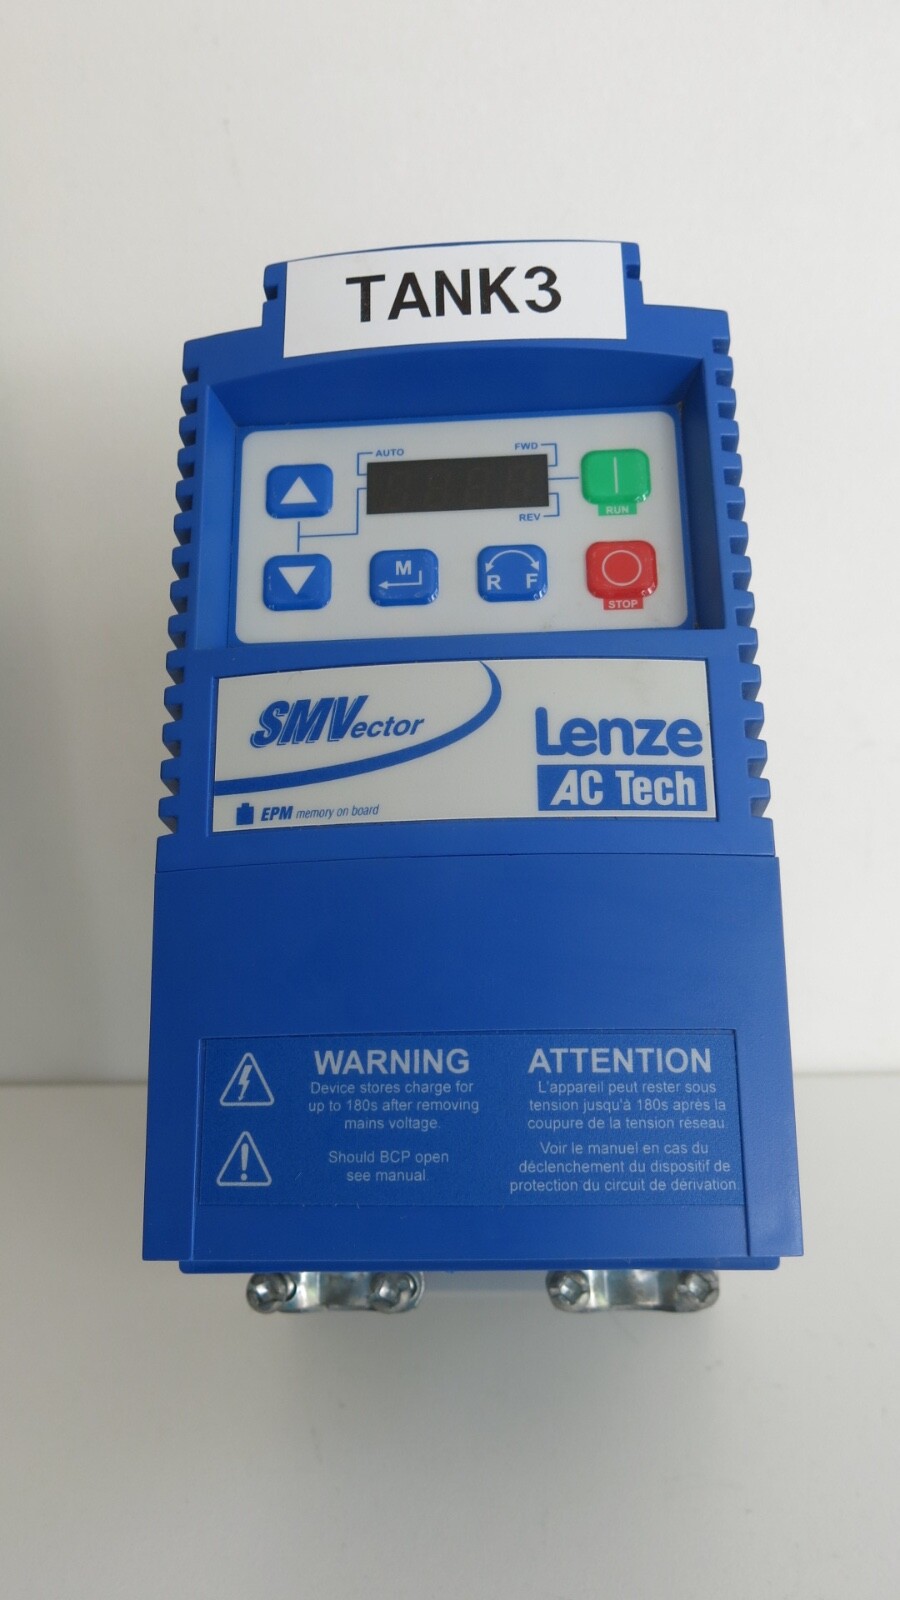 TANK3
AUTO
FWD
REV
RUN
M
R F
STOP
SMVector
Lenze
AC Tech
EPM memory on board
WARNING
Device stores charge for
up to 180s after removing
mains voltage.
Should BCP open
see manual.
ATTENTION
L'appareil peut rester sous
tension jusqu'à 180s après la
coupure de la tension réseau
Voir le manuel en cas du
déclenchement du dispositif de
protection du circuit de dérivation.